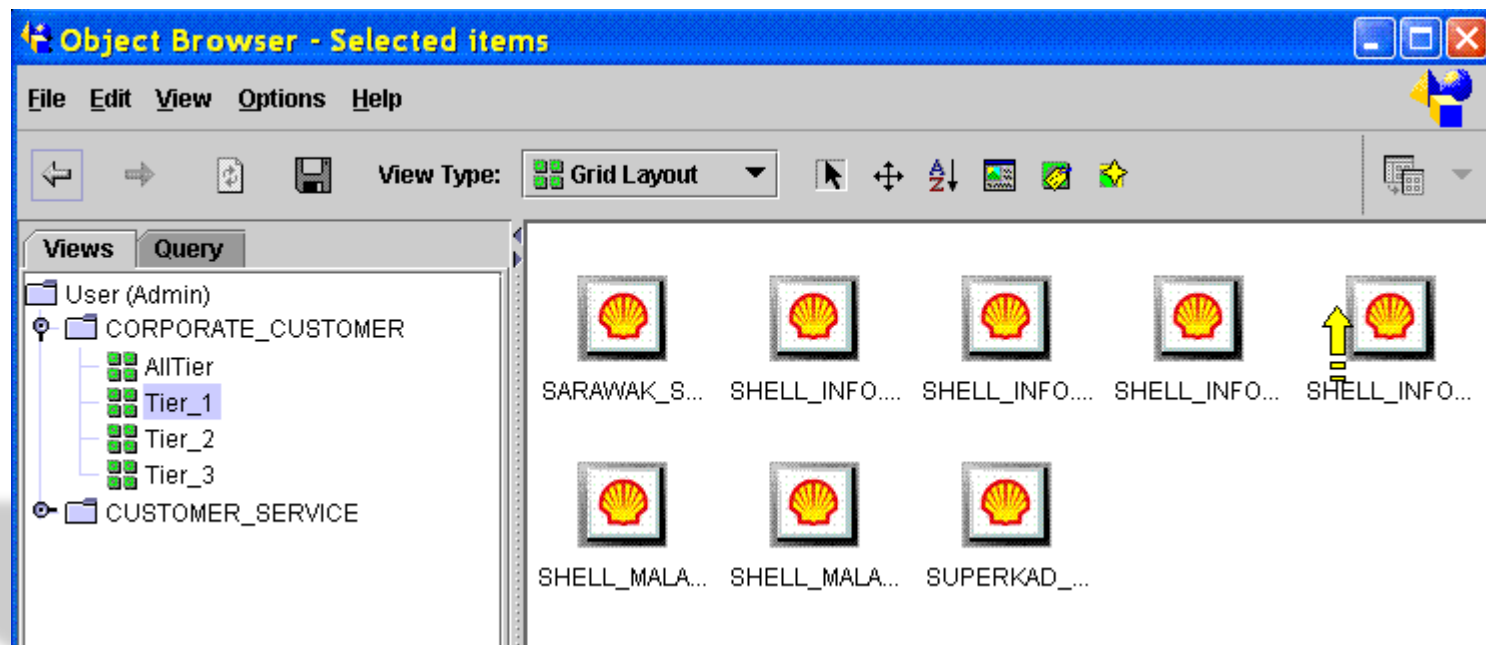 Object Browser - Selected items
File Edit View Options Help
View Type: Grid Layout
Views Query
User (Admin)
CORPORATE_CUSTOMER
AllTier
Tier_1
Tier_2
Tier_3
CUSTOMER_SERVICE
SARAWAK_S... SHELL_INFO.... SHELL_INFO.... SHELL_INFO... SHELL_INFO...
SHELL_MALA... SHELL_MALA... SUPERKAD_...